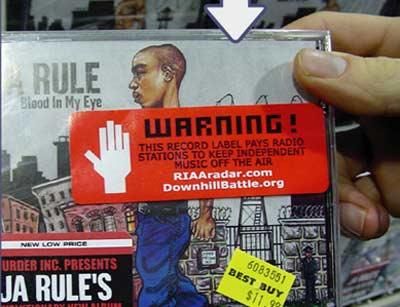 A RULE
Blood In My Eye
WARNING!
THIS RECORD LABEL PAYS RADIO
STATIONS TO KEEP INDEPENDENT
MUSIC OFF THE AIR
RIAAradar.com
DownhillBattle.org
NEW LOW PRICE
URDER INC. PRESENTS
JA RULE'S
6083551
BEST BUY
$11.99